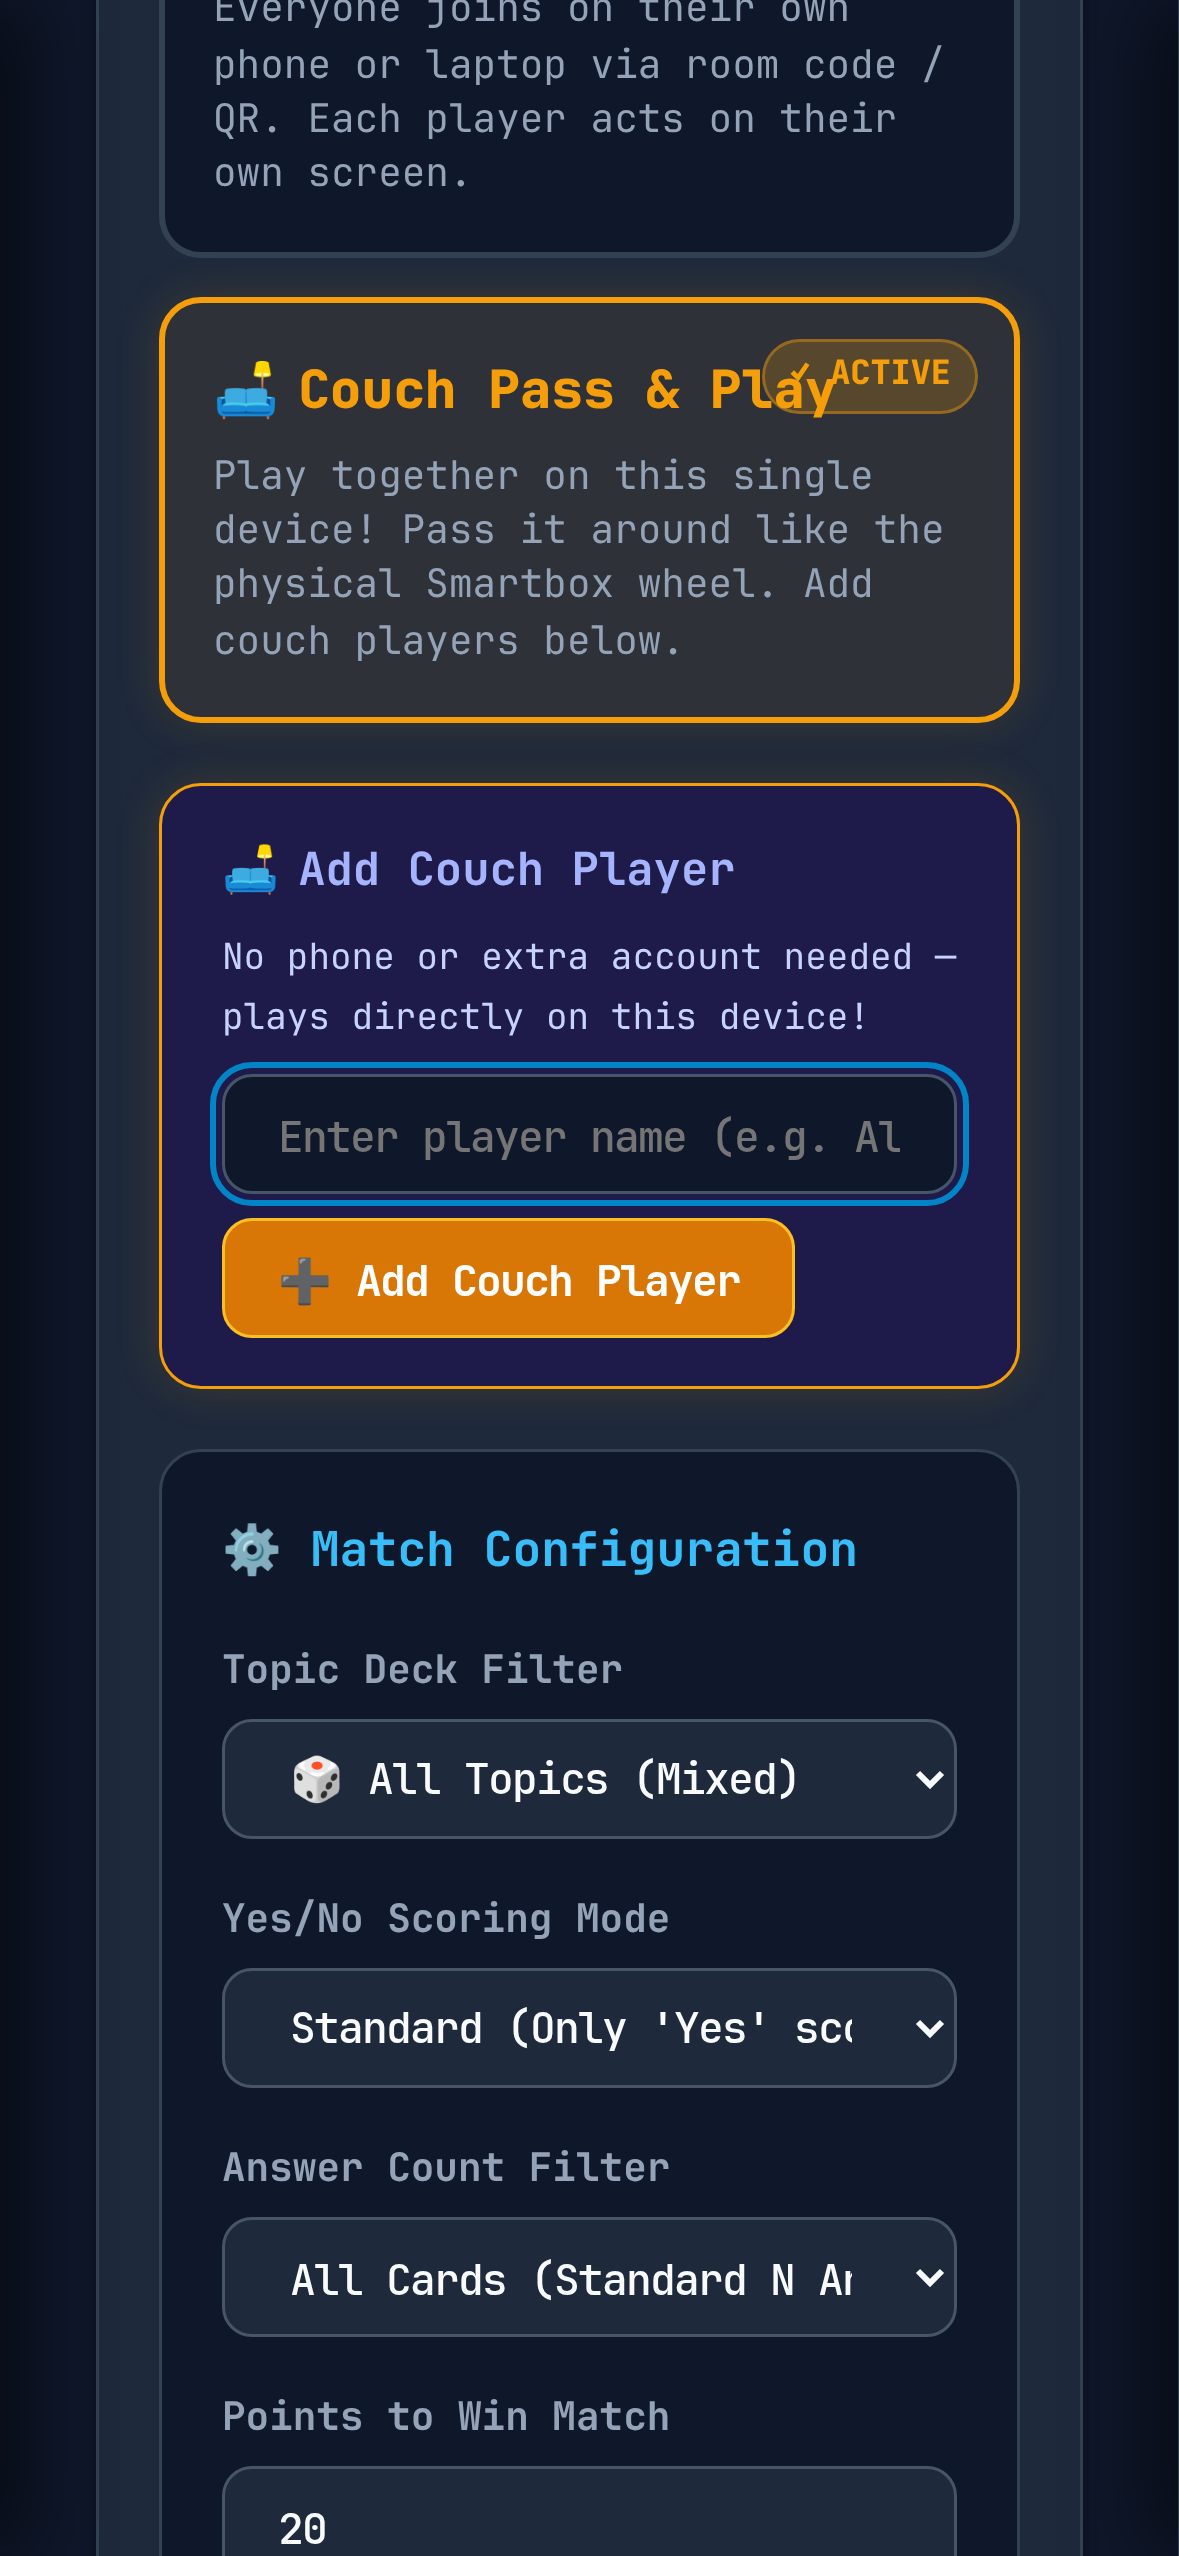 Everyone joins on their own
phone or laptop via room code /
QR. Each player acts on their
own screen.
🛋️ Couch Pass & Play
✓ ACTIVE
Play together on this single
device! Pass it around like the
physical Smartbox wheel. Add
couch players below.
🛋️ Add Couch Player
No phone or extra account needed —
plays directly on this device!
Enter player name (e.g. Al
➕ Add Couch Player
⚙️ Match Configuration
Topic Deck Filter
🎲 All Topics (Mixed)
Yes/No Scoring Mode
Standard (Only 'Yes' sco
Answer Count Filter
All Cards (Standard N An
Points to Win Match
20